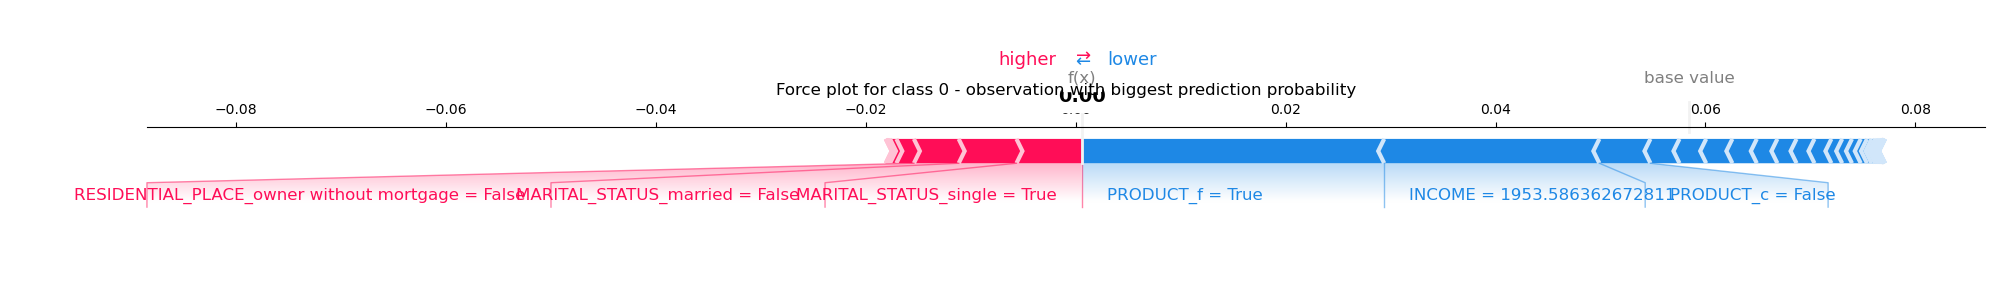 higher ⇄ lower
f(x) base value
Force plot for class 0 - observation with biggest prediction probability
0.00
−0.08 −0.06 −0.04 −0.02 0.00 0.02 0.04 0.06 0.08
RESIDENTIAL_PLACE_owner without mortgage = False MARITAL_STATUS_married = False MARITAL_STATUS_single = True PRODUCT_f = True INCOME = 1953.586362672811 PRODUCT_c = False